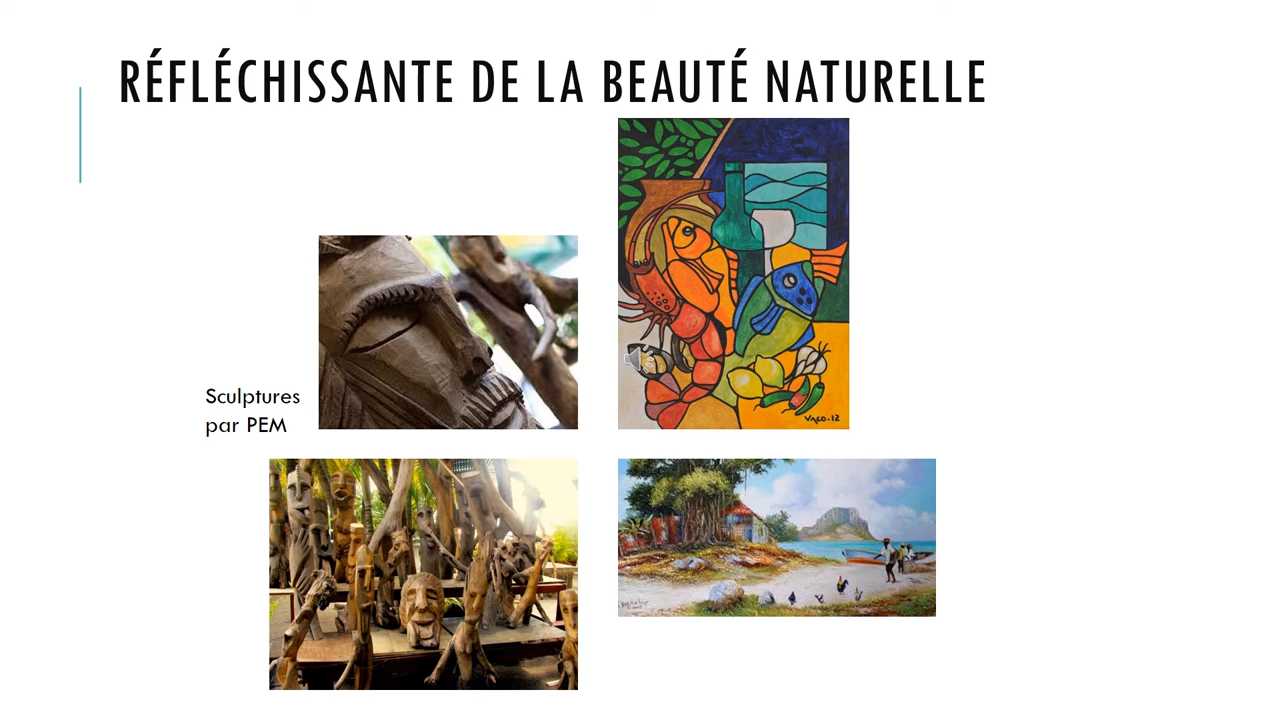 RÉFLÉCHISSANTE DE LA BEAUTÉ NATURELLE
Sculptures
par PEM
VACO.12